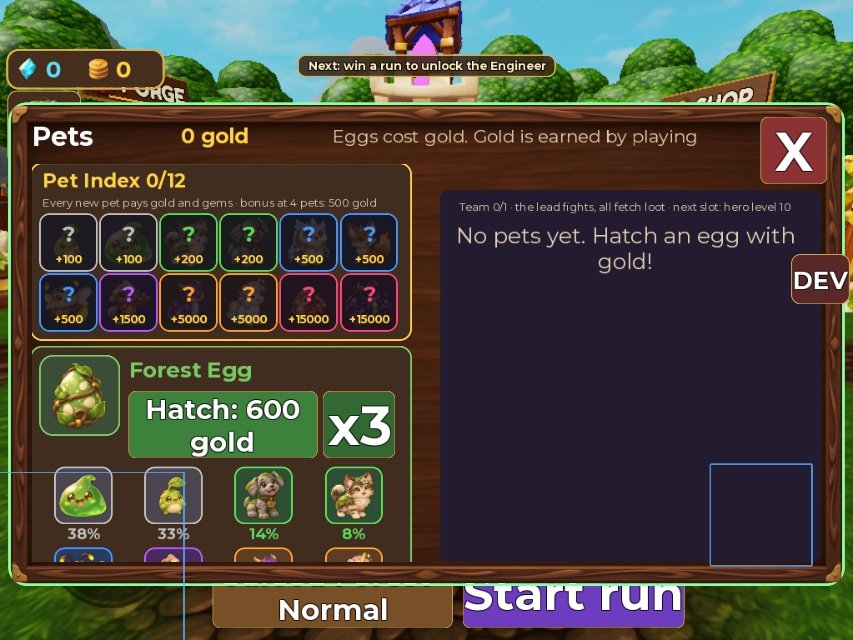 0 0
Next: win a run to unlock the Engineer
Pets
0 gold
Eggs cost gold. Gold is earned by playing
X
Pet Index 0/12
Every new pet pays gold and gems · bonus at 4 pets: 500 gold
? ? ? ? ? ?
+100 +100 +200 +200 +500 +500
? ? ? ? ? ?
+500 +1500 +5000 +5000 +15000 +15000
Forest Egg
Hatch: 600
gold
x3
38% 33% 14% 8%
Team 0/1 · the lead fights, all fetch loot · next slot: hero level 10
No pets yet. Hatch an egg with
gold!
DEV
Normal
Start run